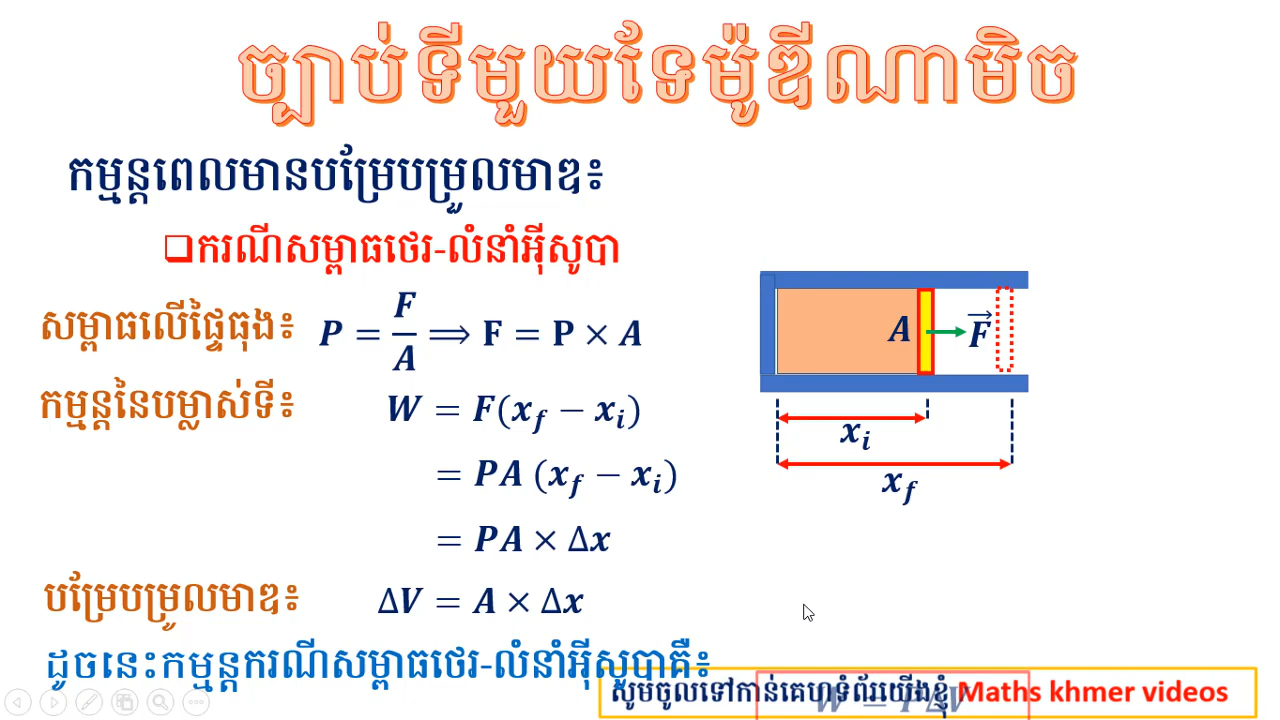 ច្បាប់ទីមួយទែម៉ូឌីណាមិច
កម្មន្តពេលមានបម្រែបម្រួលមាឌ៖
❑ករណីសម្ពាធថេរ-លំនាំអ៊ីសូបា
សម្ពាធលើផ្ទៃធុង៖ P = F/A ⟹ F = P × A
កម្មន្តនៃបម្លាស់ទី៖ W = F(x_f − x_i)
= PA (x_f − x_i)
= PA × Δx
បម្រែបម្រួលមាឌ៖ ΔV = A × Δx
ដូចនេះកម្មន្តករណីសម្ពាធថេរ-លំនាំអ៊ីសូបាគឺ៖
W = PΔV
A
F⃗
x_i
x_f
សូមចូលទៅកាន់គេហទំព័រយើងខ្ញុំ Maths khmer videos